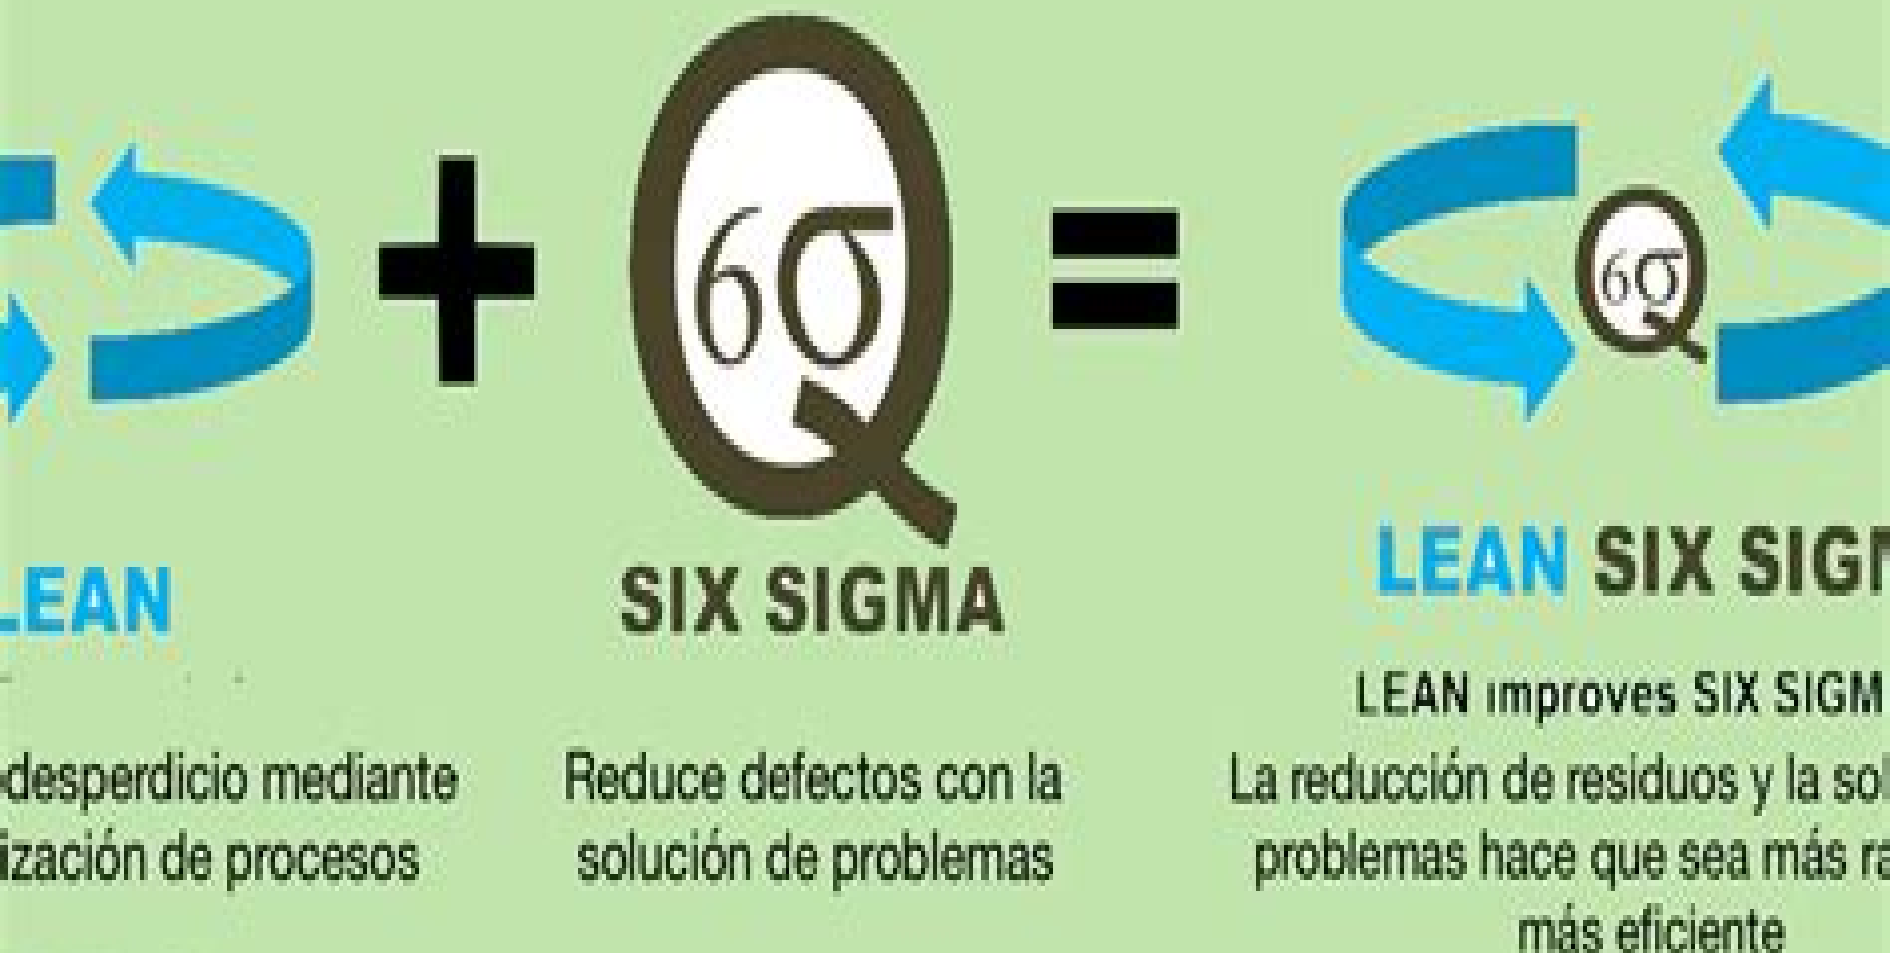 6σ
6σ
LEAN
SIX SIGMA
LEAN SIX SIGM
LEAN improves SIX SIGM
desperdicio mediante
ización de procesos
Reduce defectos con la
solución de problemas
La reducción de residuos y la sol
problemas hace que sea más ra
más eficiente